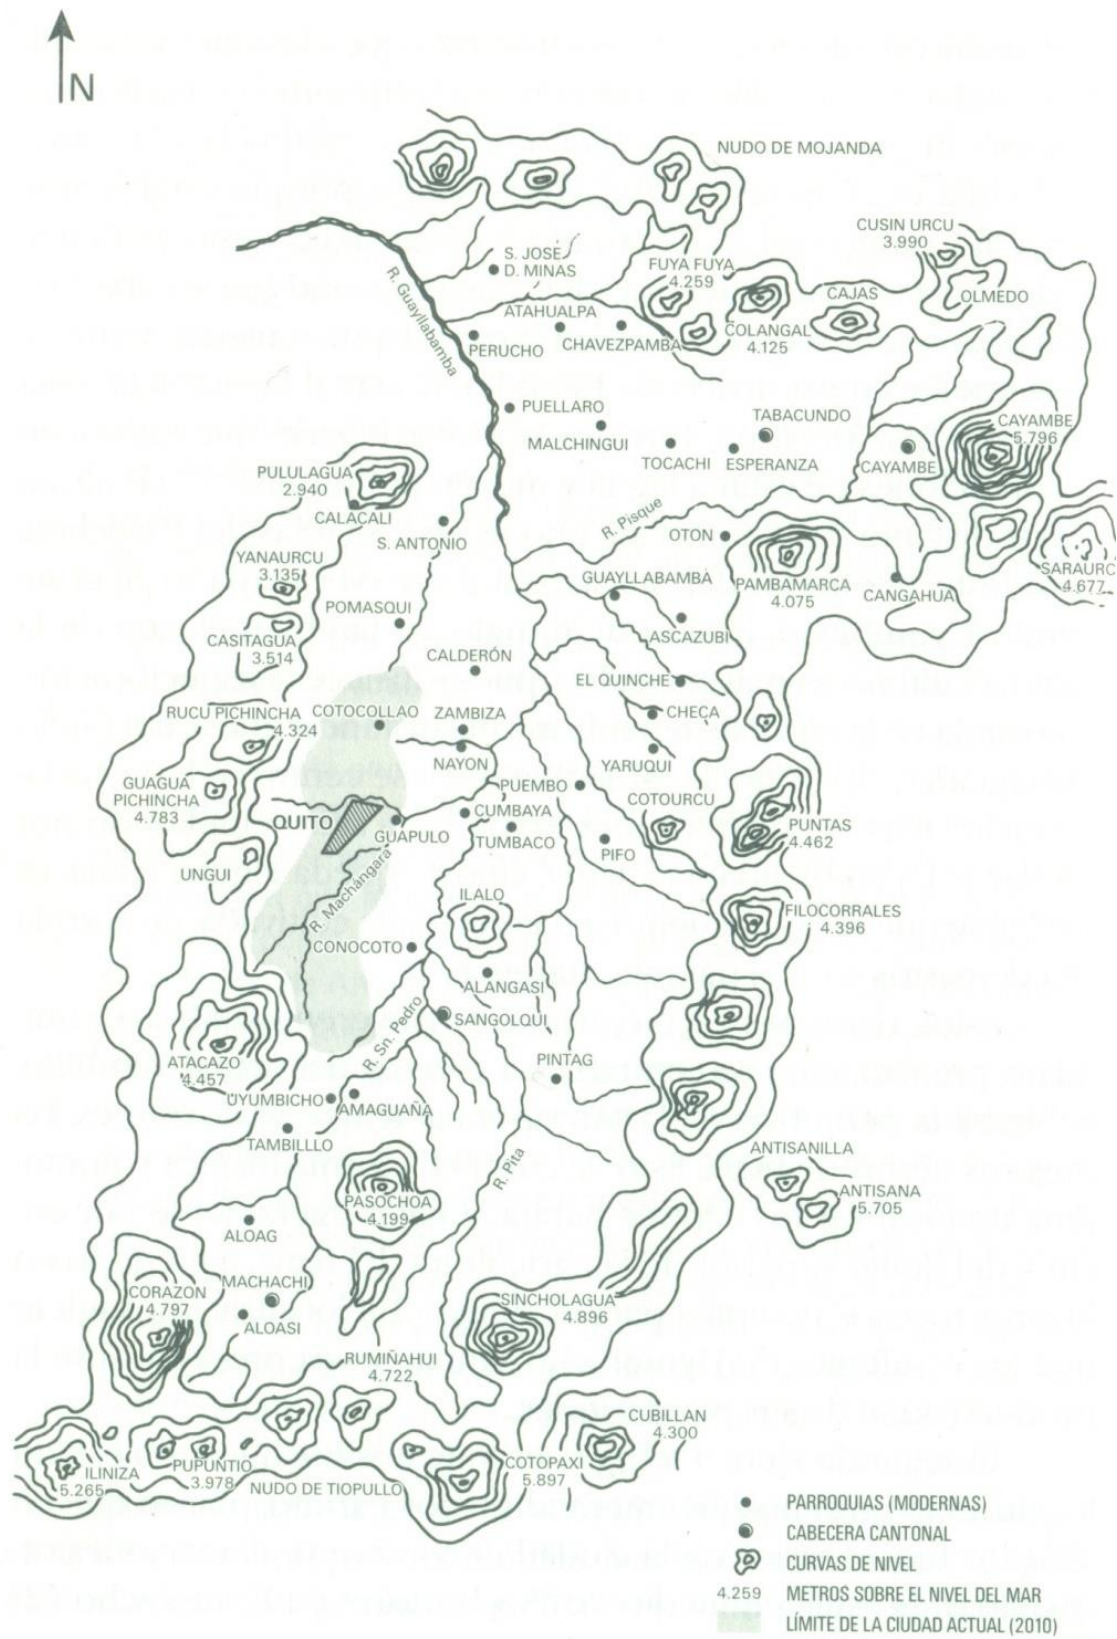 N
NUDO DE MOJANDA
CUSIN URCU
3.990
S. JOSE
D. MINAS
FUYA FUYA
4.259
CAJAS
OLMEDO
R. Guayllabamba
ATAHUALPA
PERUCHO
CHAVEZPAMBA
COLANGAL
4.125
PUELLARO
TABACUNDO
CAYAMBE
5.796
MALCHINGUI
TOCACHI
ESPERANZA
CAYAMBE
PULULAGUA
2.940
CALACALI
S. ANTONIO
R. Pisque
OTON
YANAURCU
3.135
GUAYLLABAMBA
PAMBAMARCA
4.075
CANGAHUA
SARAURC
4.677
POMASQUI
CASITAGUA
3.514
ASCAZUBI
CALDERÓN
EL QUINCHE
RUCU PICHINCHA
4.324
COTOCOLLAO
ZAMBIZA
CHECA
NAYON
YARUQUI
GUAGUA
PICHINCHA
4.783
PUEMBO
COTOURCU
QUITO
GUAPULO
CUMBAYA
TUMBACO
PUNTAS
4.462
PIFO
UNGUI
R. Machángara
ILALO
FILOCORRALES
4.396
CONOCOTO
ALANGASI
SANGOLQUI
R. Sn. Pedro
ATACAZO
4.457
PINTAG
UYUMBICHO
AMAGUAÑA
TAMBILLLO
R. Pita
ANTISANILLA
PASOCHOA
4.199
ANTISANA
5.705
ALOAG
MACHACHI
CORAZON
4.797
ALOASI
SINCHOLAGUA
4.896
RUMIÑAHUI
4.722
CUBILLAN
4.300
ILINIZA
5.265
PUPUNTIO
3.978
NUDO DE TIOPULLO
COTOPAXI
5.897
PARROQUIAS (MODERNAS)
CABECERA CANTONAL
CURVAS DE NIVEL
4.259 METROS SOBRE EL NIVEL DEL MAR
LÍMITE DE LA CIUDAD ACTUAL (2010)